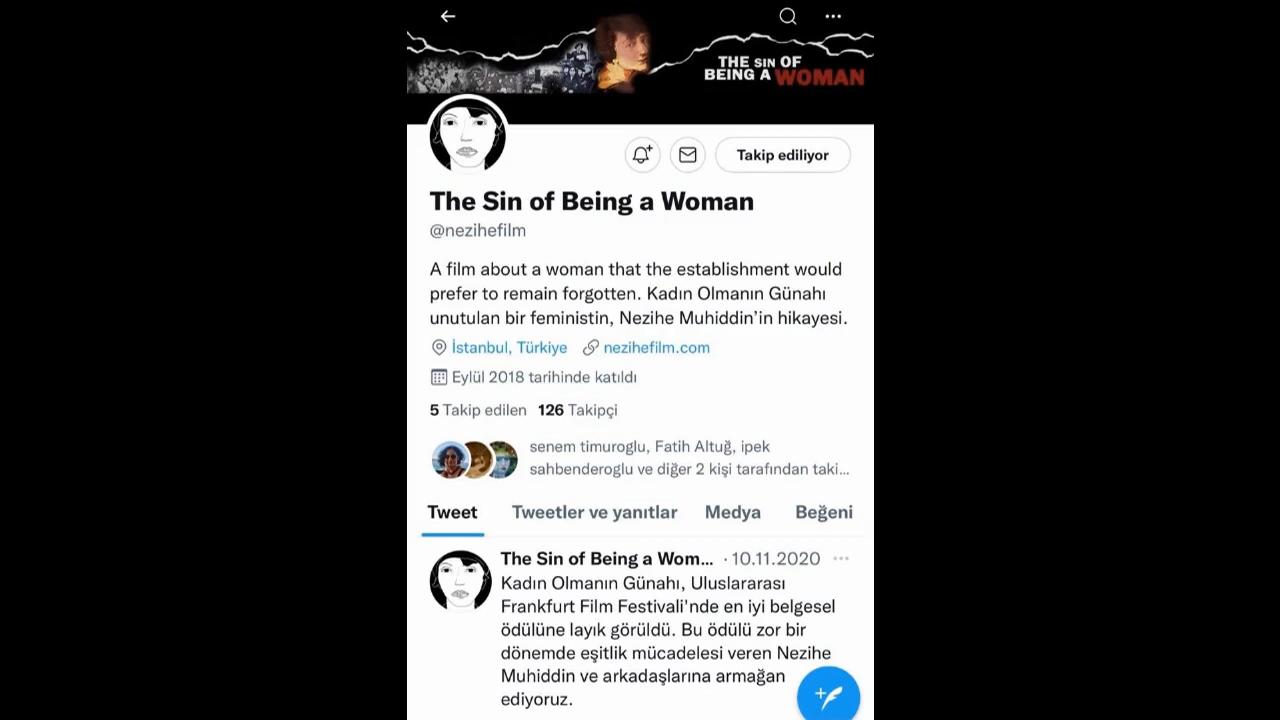 THE SIN OF
BEING A WOMAN
Takip ediliyor
The Sin of Being a Woman
@nezihefilm
A film about a woman that the establishment would
prefer to remain forgotten. Kadın Olmanın Günahı
unutulan bir feministin, Nezihe Muhiddin’in hikayesi.
İstanbul, Türkiye nezihefilm.com
Eylül 2018 tarihinde katıldı
5 Takip edilen 126 Takipçi
senem timuroglu, Fatih Altuğ, ipek
sahbenderoglu ve diğer 2 kişi tarafından taki...
Tweet Tweetler ve yanıtlar Medya Beğeni
The Sin of Being a Wom... · 10.11.2020
Kadın Olmanın Günahı, Uluslararası
Frankfurt Film Festivali'nde en iyi belgesel
ödülüne layık görüldü. Bu ödülü zor bir
dönemde eşitlik mücadelesi veren Nezihe
Muhiddin ve arkadaşlarına armağan
ediyoruz.